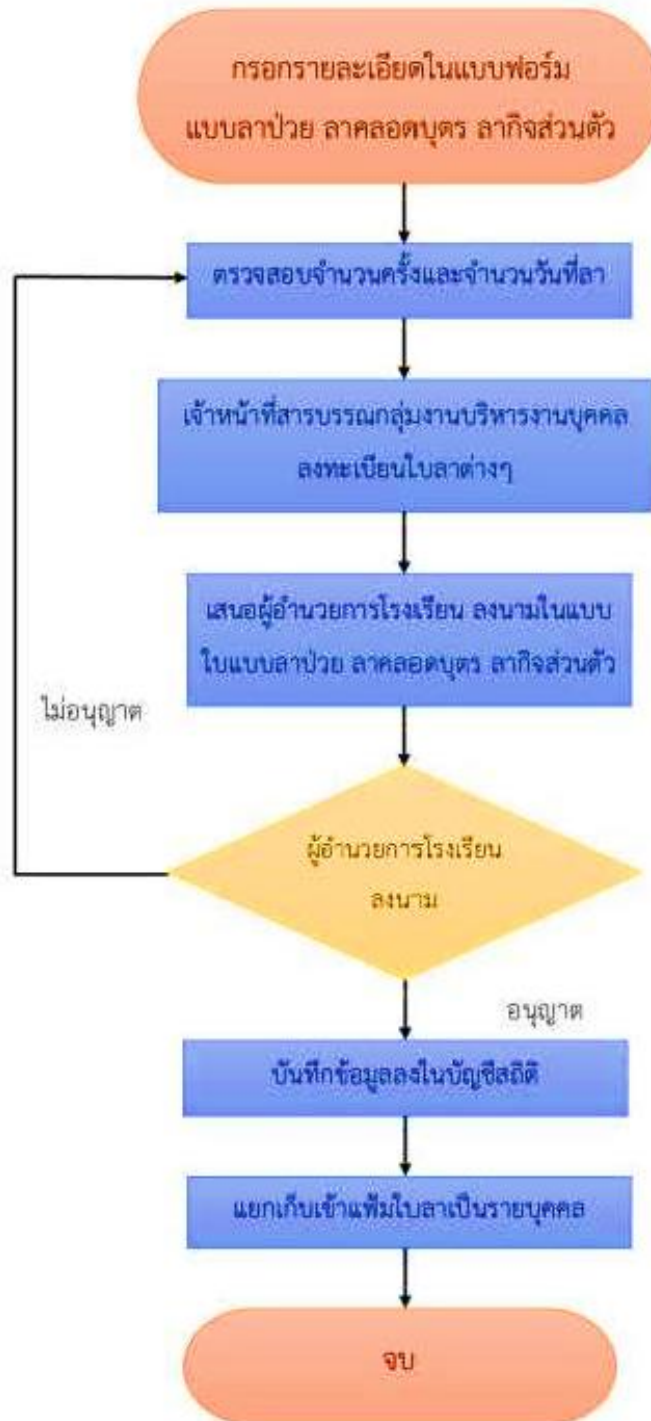 กรอกรายละเอียดในแบบฟอร์ม
แบบลาป่วย ลาคลอดบุตร ลากิจส่วนตัว
ตรวจสอบจำนวนครั้งและจำนวนวันที่ลา
เจ้าหน้าที่สารบรรณกลุ่มงานบริหารงานบุคคล
ลงทะเบียนใบลาต่างๆ
เสนอผู้อำนวยการโรงเรียน ลงนามในแบบ
ใบแบบลาป่วย ลาคลอดบุตร ลากิจส่วนตัว
ไม่อนุญาต
ผู้อำนวยการโรงเรียน
ลงนาม
อนุญาต
บันทึกข้อมูลลงในบัญชีสถิติ
แยกเก็บเข้าแฟ้มใบลาเป็นรายบุคคล
จบ